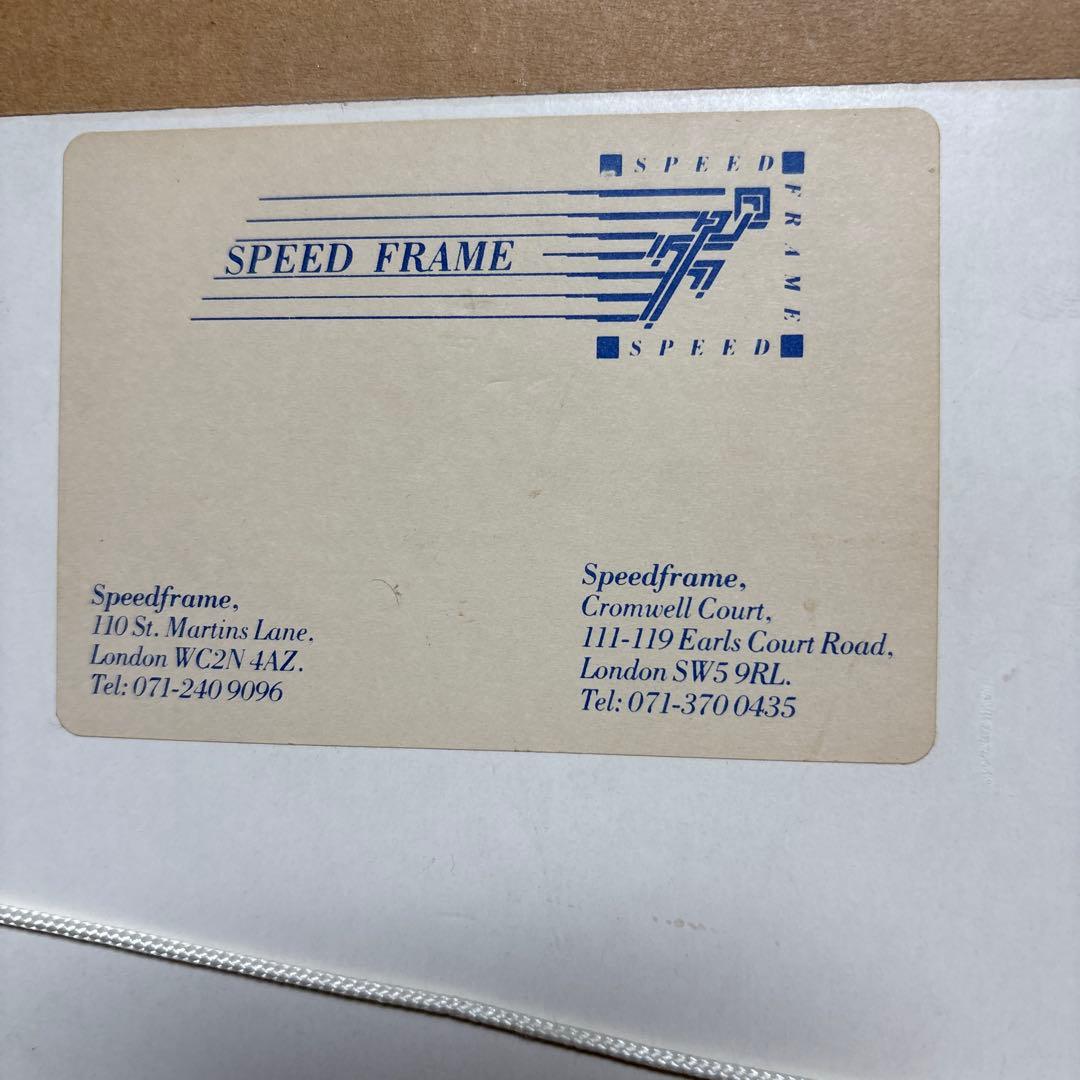 SPEED
FRAME
SPEED FRAME
SPEED
Speedframe,
110 St. Martins Lane.
London WC2N 4AZ.
Tel: 071-240 9096
Speedframe,
Cromwell Court,
111-119 Earls Court Road,
London SW5 9RL.
Tel: 071-370 0435